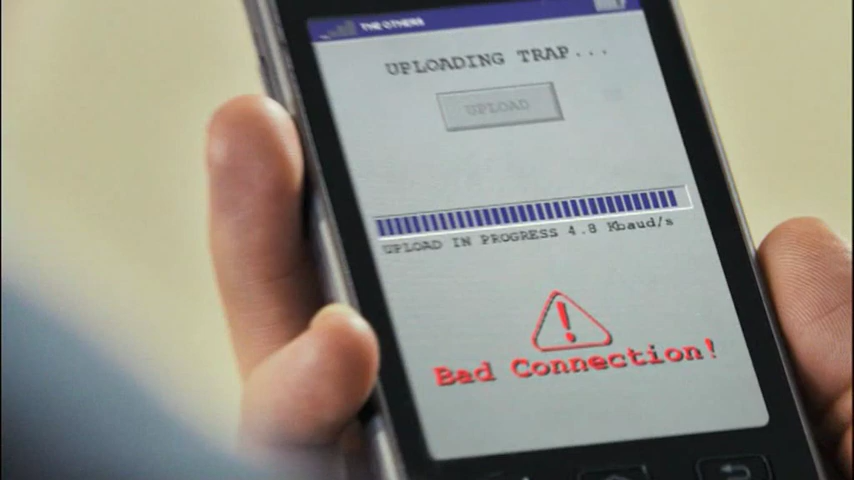 THE OTHERS
UPLOADING TRAP...
UPLOAD
UPLOAD IN PROGRESS 4.8 Kbaud/s
!
Bad Connection!